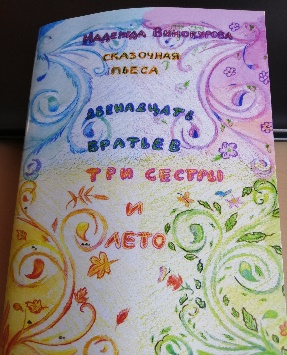 Надежда Винокурова
сказочная
пьеса
Двенадцать
братьев
три сестры
и
лето